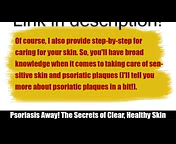 Link in description!
Of course, I also provide step-by-step for
caring for your skin. So, you'll have broad
knowledge when it comes to taking care of sen-
sitive skin and psoriatic plaques (I'll tell you
more about psoriatic plaques in a bit!).
Psoriasis Away! The Secrets of Clear, Healthy Skin